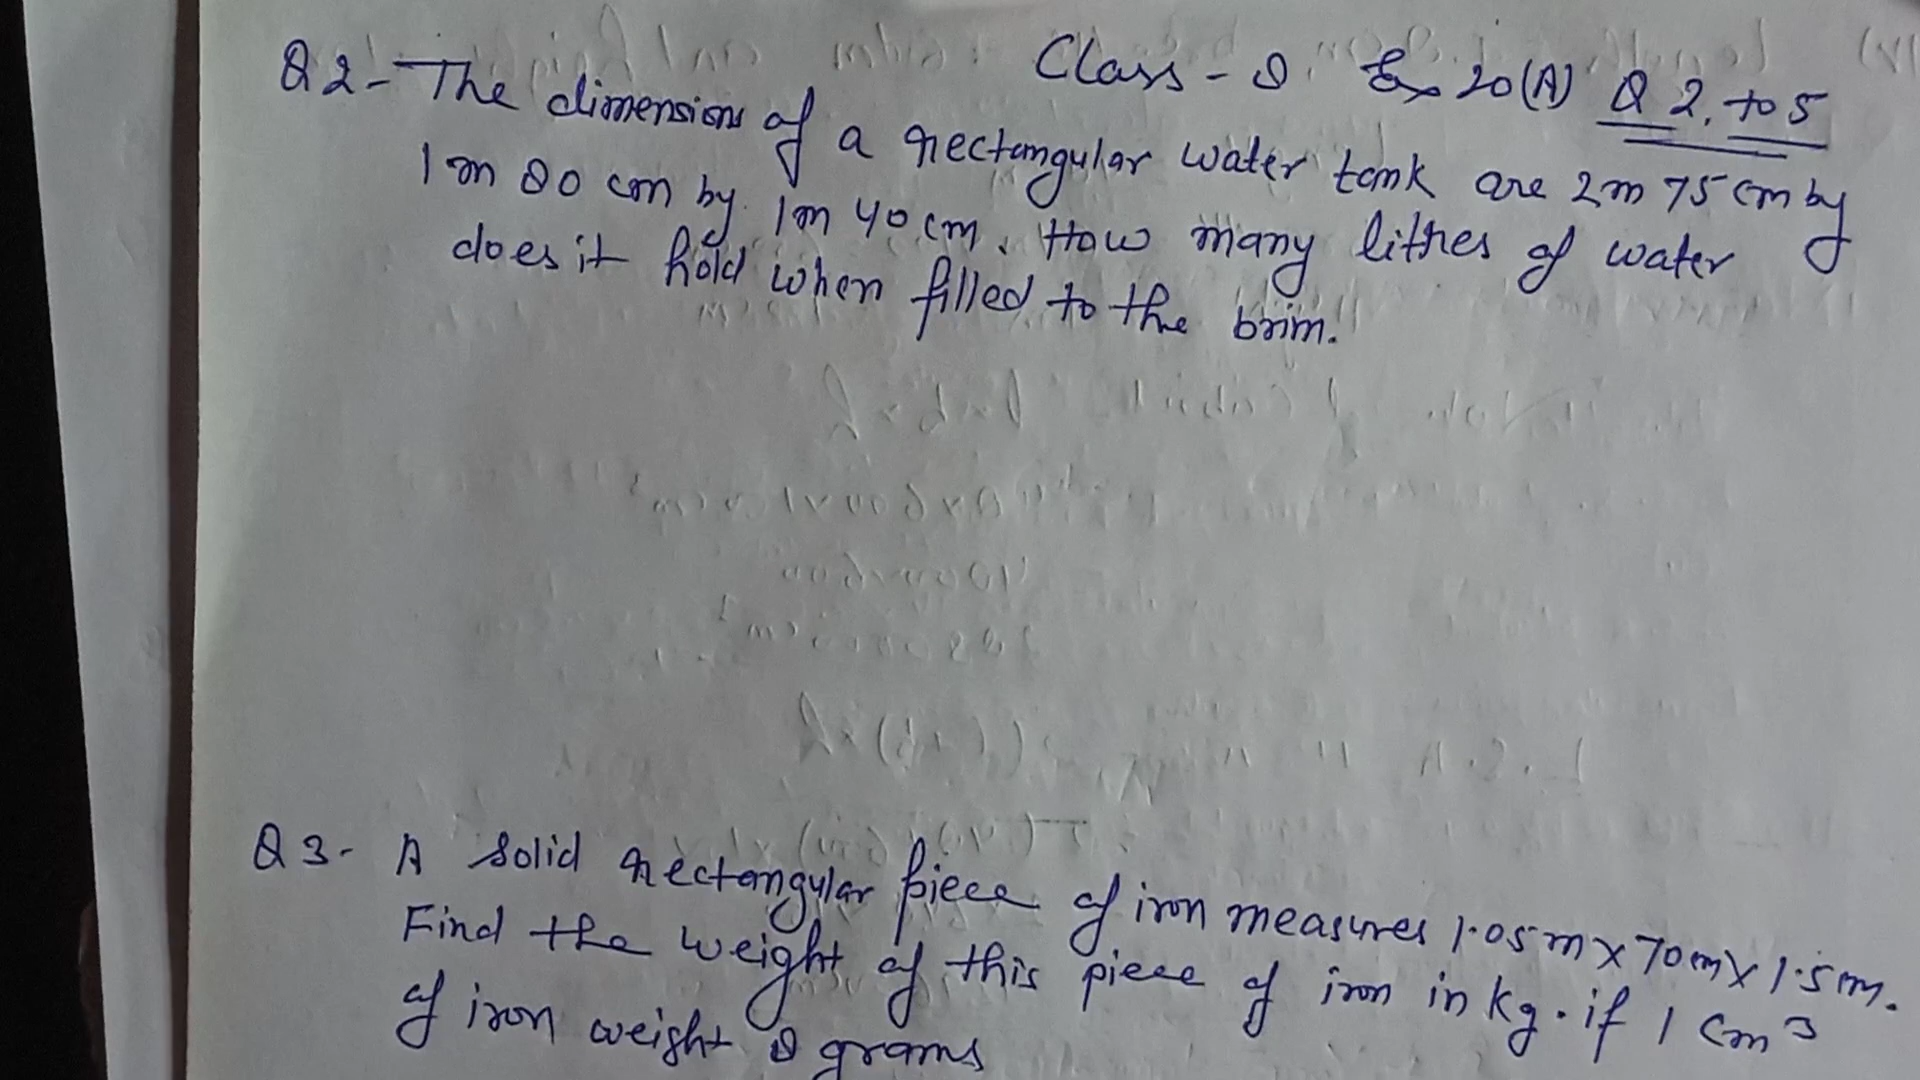 Class - 8 Ex 20(A) Q 2, to 5
Q 2 - The dimensions of a rectangular water tank are 2m 75 cm by
1m 80 cm by 1m 40 cm. How many litres of water
does it hold when filled to the brim.
Q 3 - A solid rectangular piece of iron measures 1.05 m x 70 cm x 1.5 cm.
Find the weight of this piece of iron in kg. if 1 cm3
of iron weight 8 grams